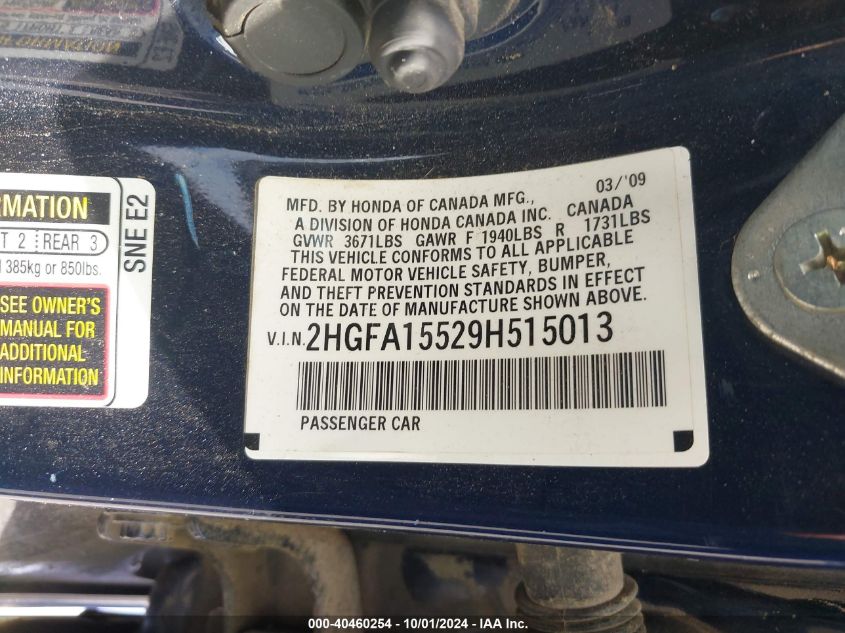 RMATION
T 2 REAR 3
385kg or 850lbs.
SEE OWNER'S
MANUAL FOR
ADDITIONAL
INFORMATION
SNE E2
03/'09
MFD. BY HONDA OF CANADA MFG.,
A DIVISION OF HONDA CANADA INC. CANADA
GVWR 3671LBS GAWR F 1940LBS R 1731LBS
THIS VEHICLE CONFORMS TO ALL APPLICABLE
FEDERAL MOTOR VEHICLE SAFETY, BUMPER,
AND THEFT PREVENTION STANDARDS IN EFFECT
ON THE DATE OF MANUFACTURE SHOWN ABOVE.
V.I.N. 2HGFA15529H515013
PASSENGER CAR
000-40460254 - 10/01/2024 - IAA Inc.